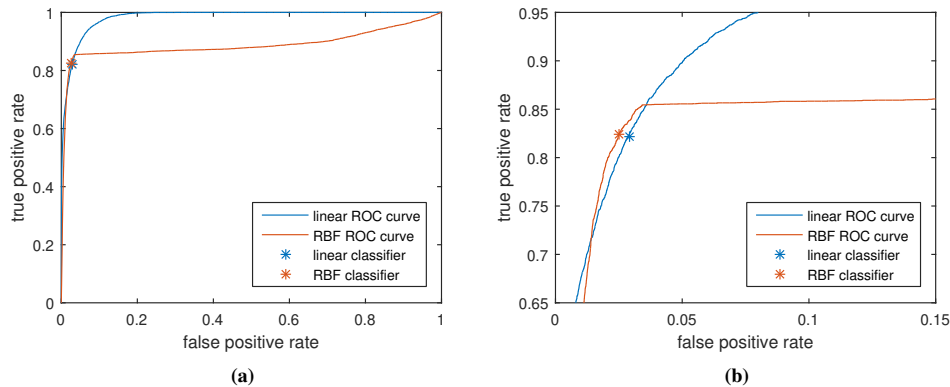 1
0.8
0.6
0.4
0.2
0
true positive rate
0
0.2
0.4
0.6
0.8
1
false positive rate
linear ROC curve
RBF ROC curve
linear classifier
RBF classifier
(a)
0.95
0.9
0.85
0.8
0.75
0.7
0.65
true positive rate
0
0.05
0.1
0.15
false positive rate
linear ROC curve
RBF ROC curve
linear classifier
RBF classifier
(b)